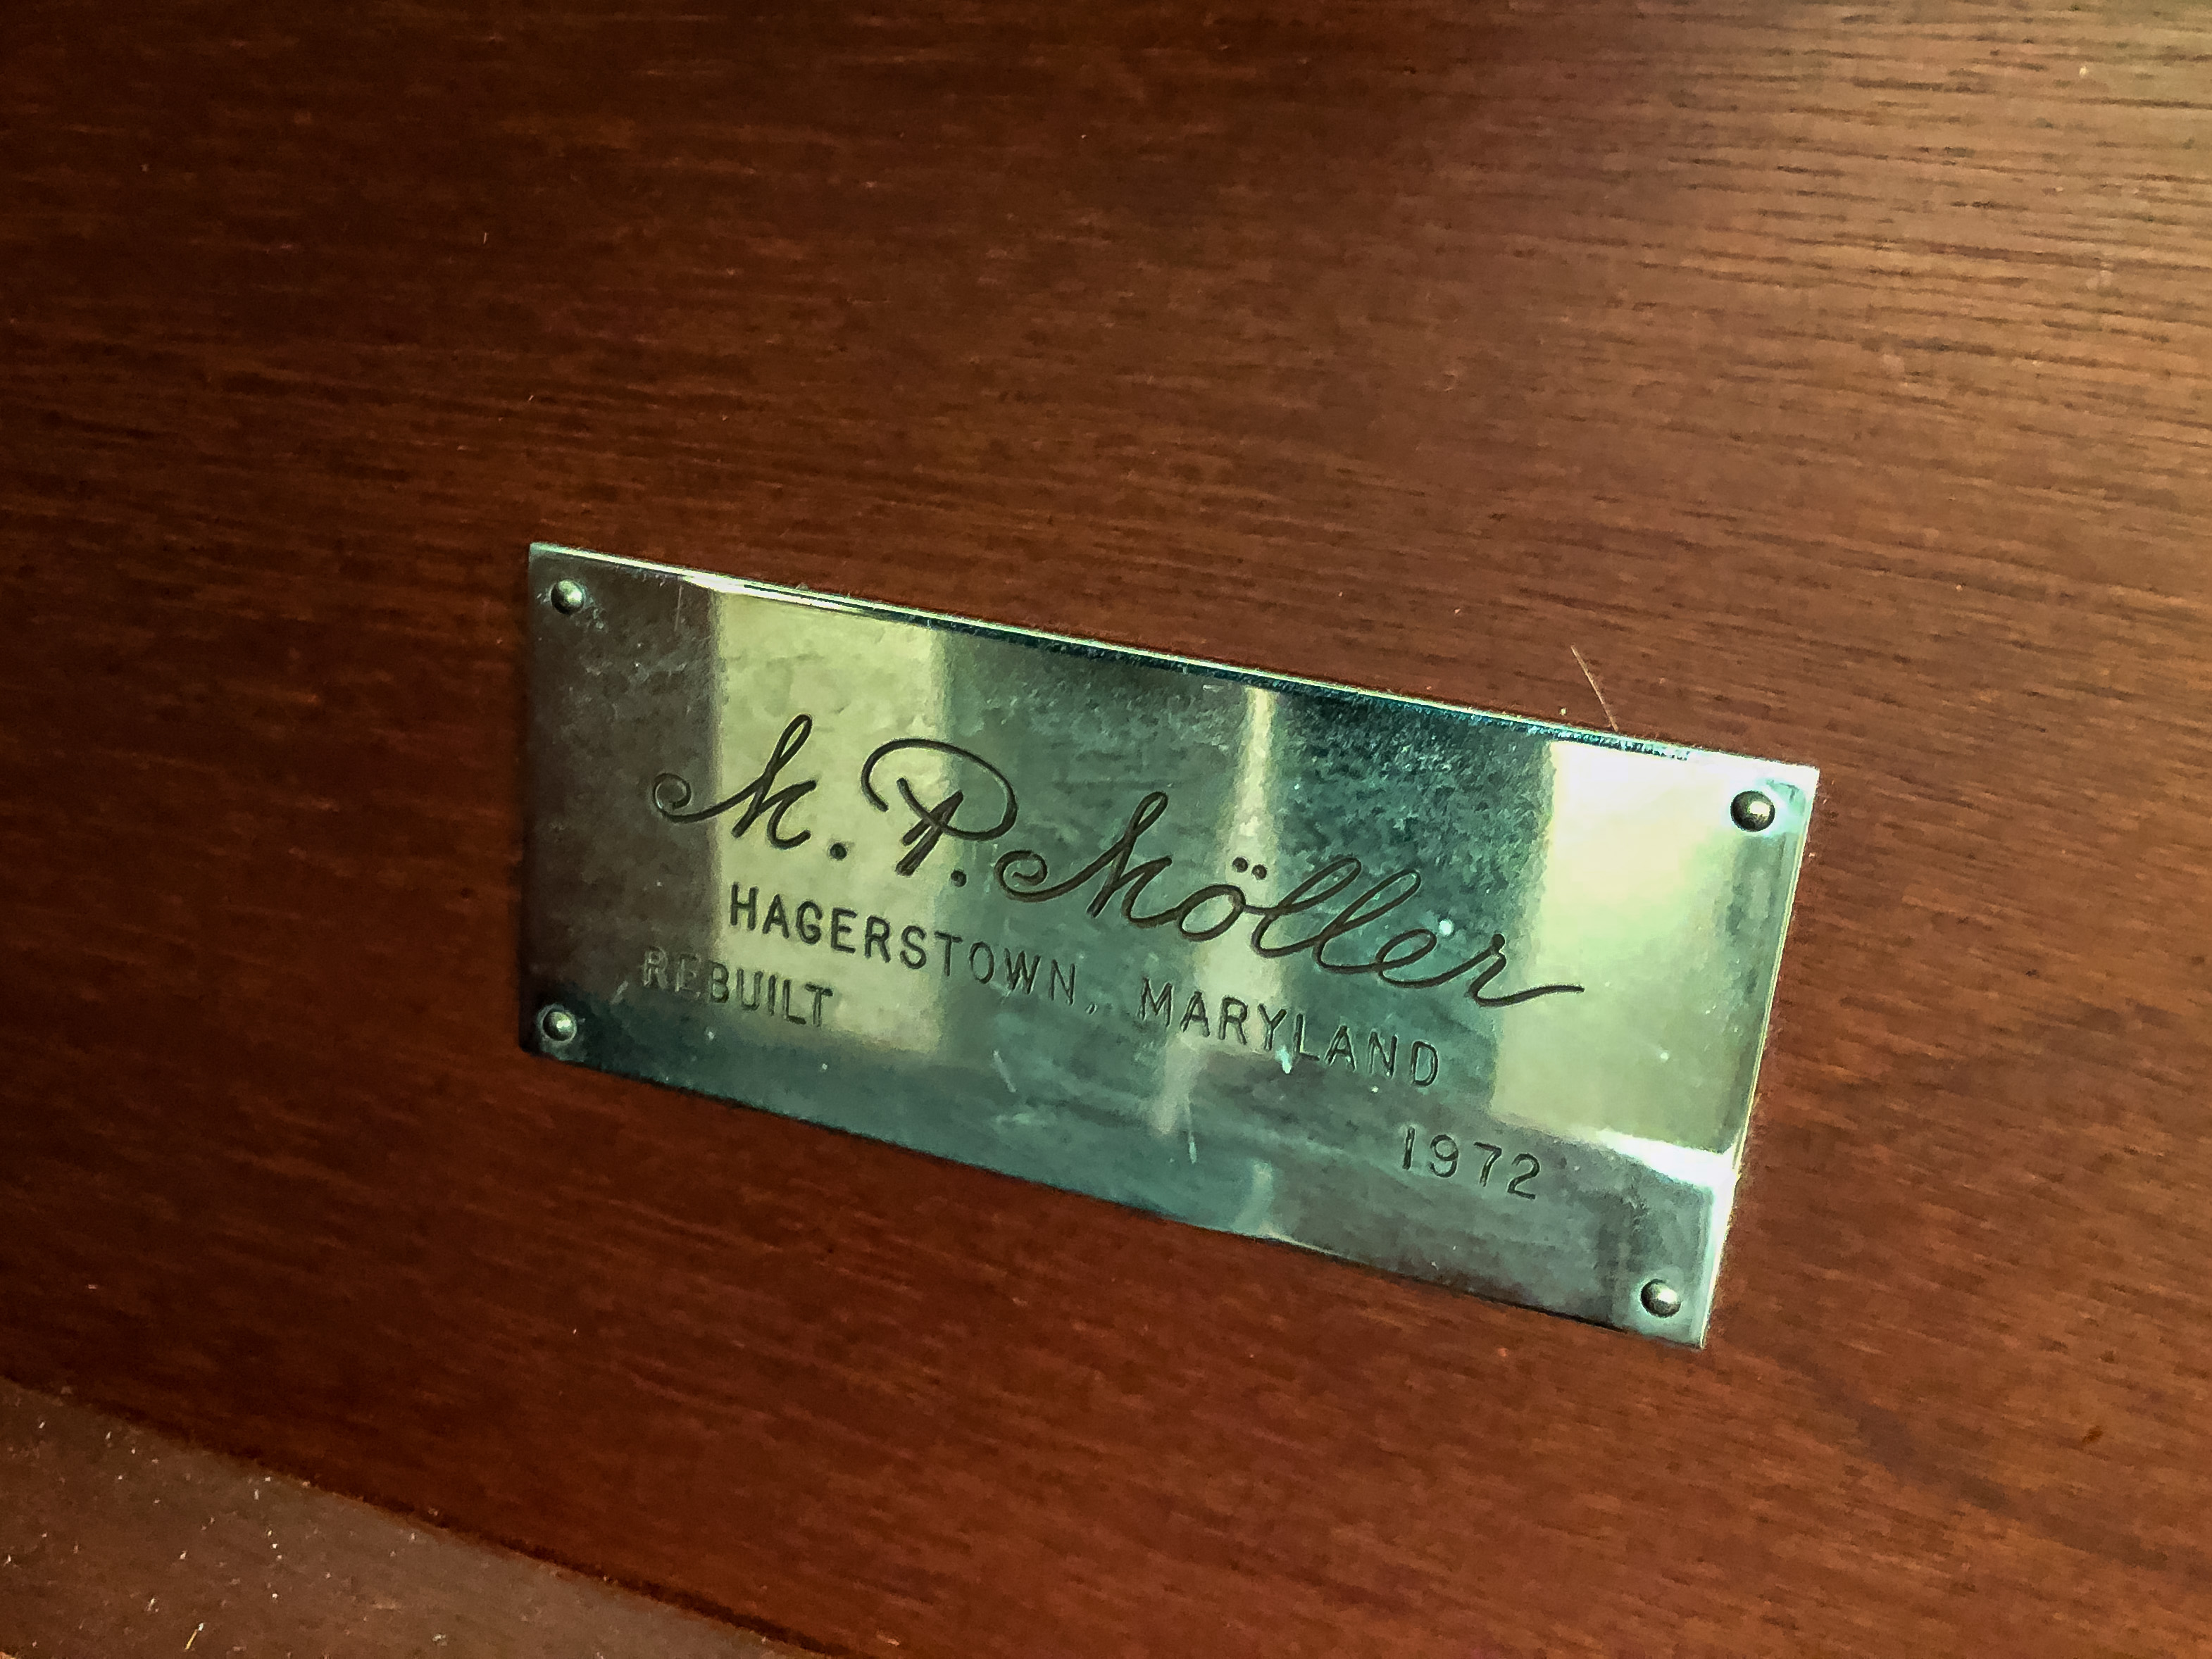 M. P. Möller
HAGERSTOWN, MARYLAND
REBUILT
1972